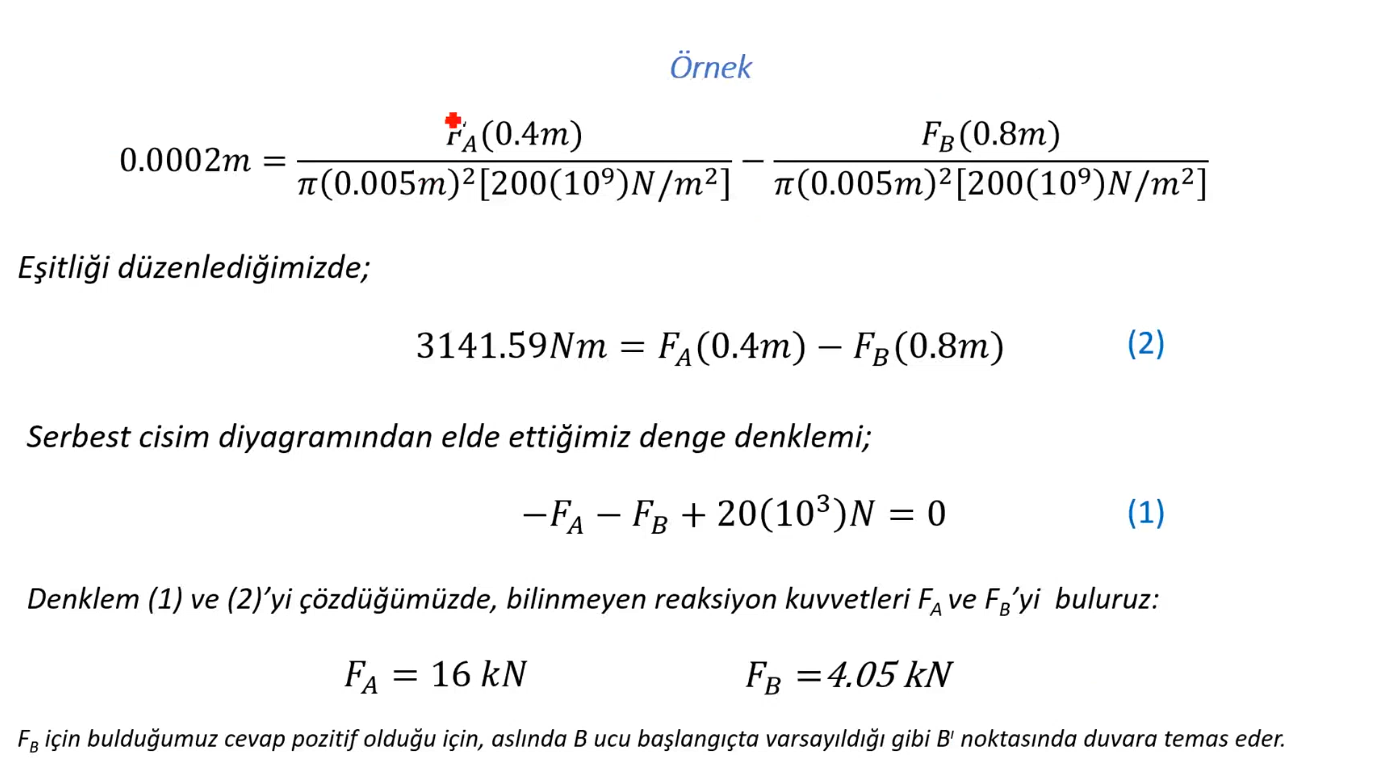 Örnek
0.0002m = F_A(0.4m) / π(0.005m)²[200(10⁹)N/m²] − F_B(0.8m) / π(0.005m)²[200(10⁹)N/m²]
Eşitliği düzenlediğimizde;
3141.59Nm = F_A(0.4m) − F_B(0.8m) (2)
Serbest cisim diyagramından elde ettiğimiz denge denklemi;
−F_A − F_B + 20(10³)N = 0 (1)
Denklem (1) ve (2)’yi çözdüğümüzde, bilinmeyen reaksiyon kuvvetleri F_A ve F_B’yi buluruz:
F_A = 16 kN F_B =4.05 kN
F_B için bulduğumuz cevap pozitif olduğu için, aslında B ucu başlangıçta varsayıldığı gibi Bᴵ noktasında duvara temas eder.